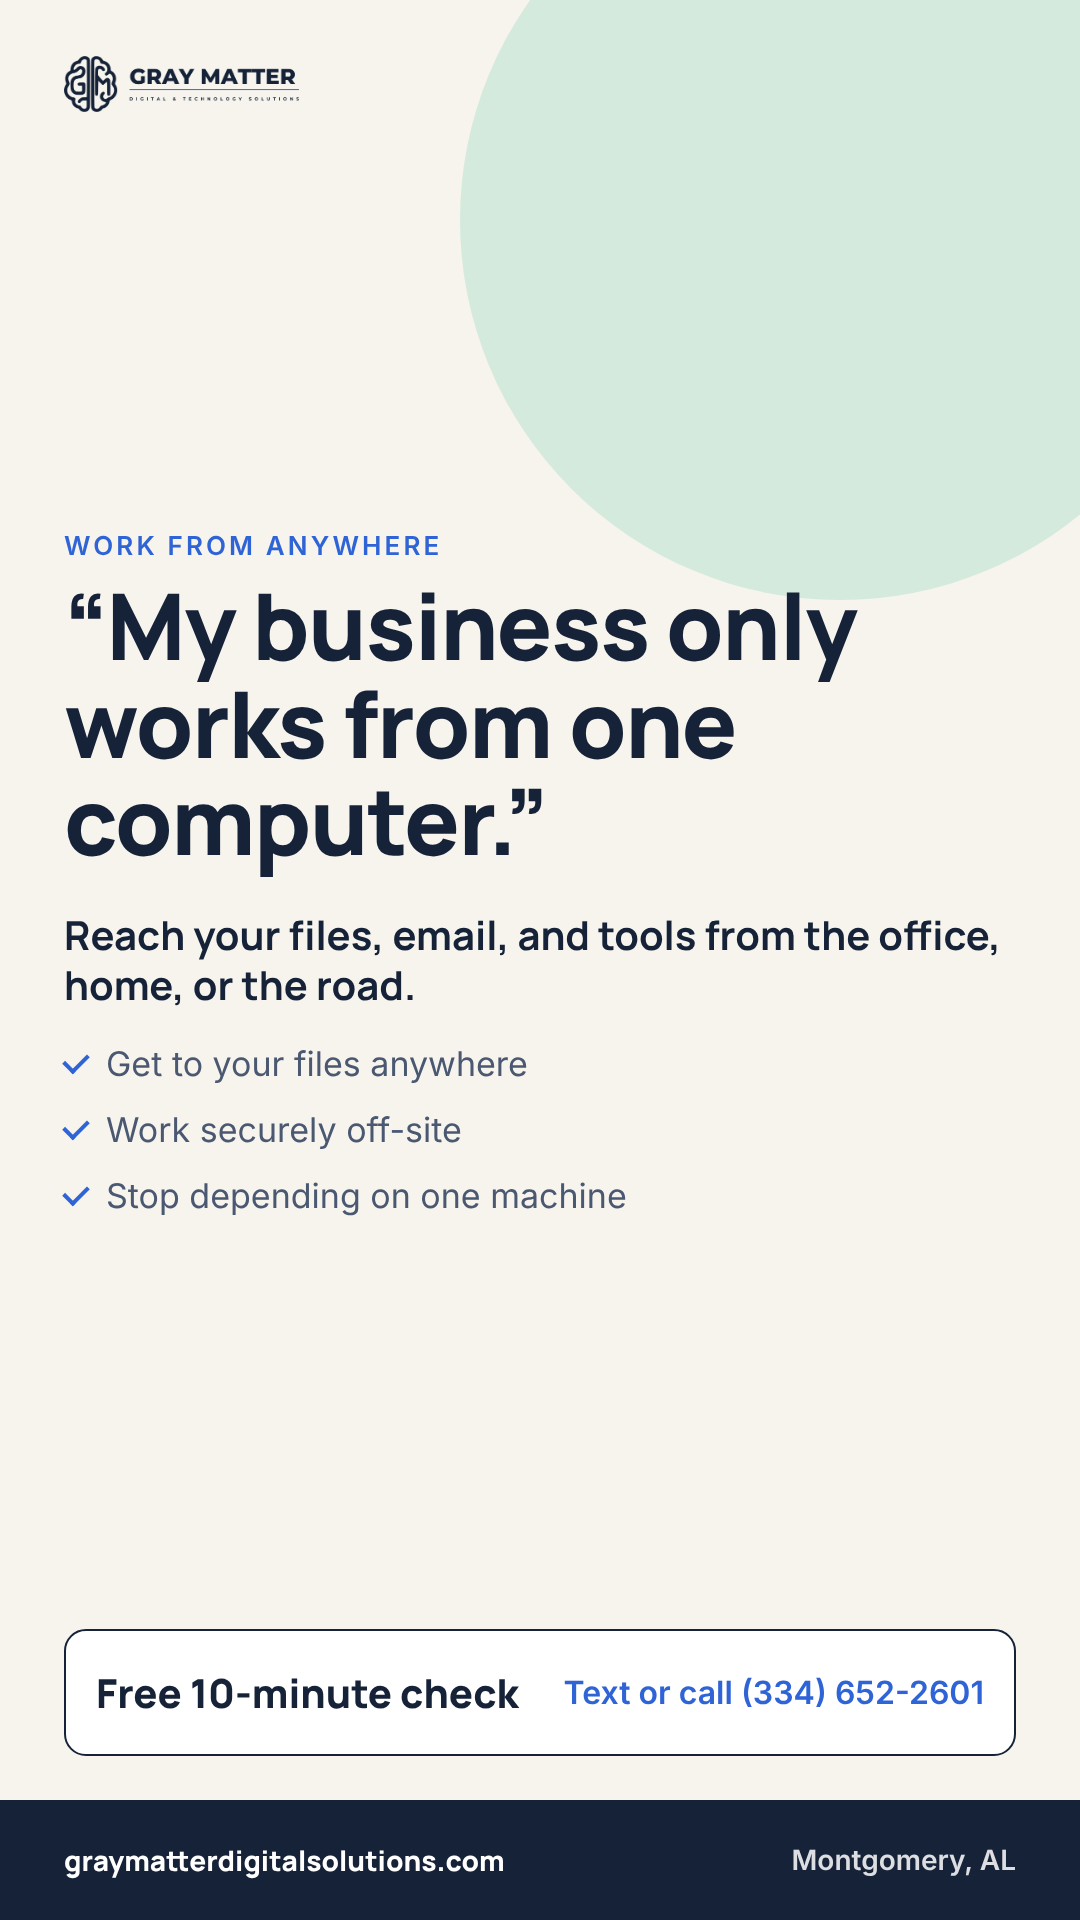 GM
GRAY MATTER
DIGITAL & TECHNOLOGY SOLUTIONS
WORK FROM ANYWHERE
“My business only
works from one
computer.”
Reach your files, email, and tools from the office,
home, or the road.
Get to your files anywhere
Work securely off-site
Stop depending on one machine
Free 10-minute check
Text or call (334) 652-2601
graymatterdigitalsolutions.com
Montgomery, AL